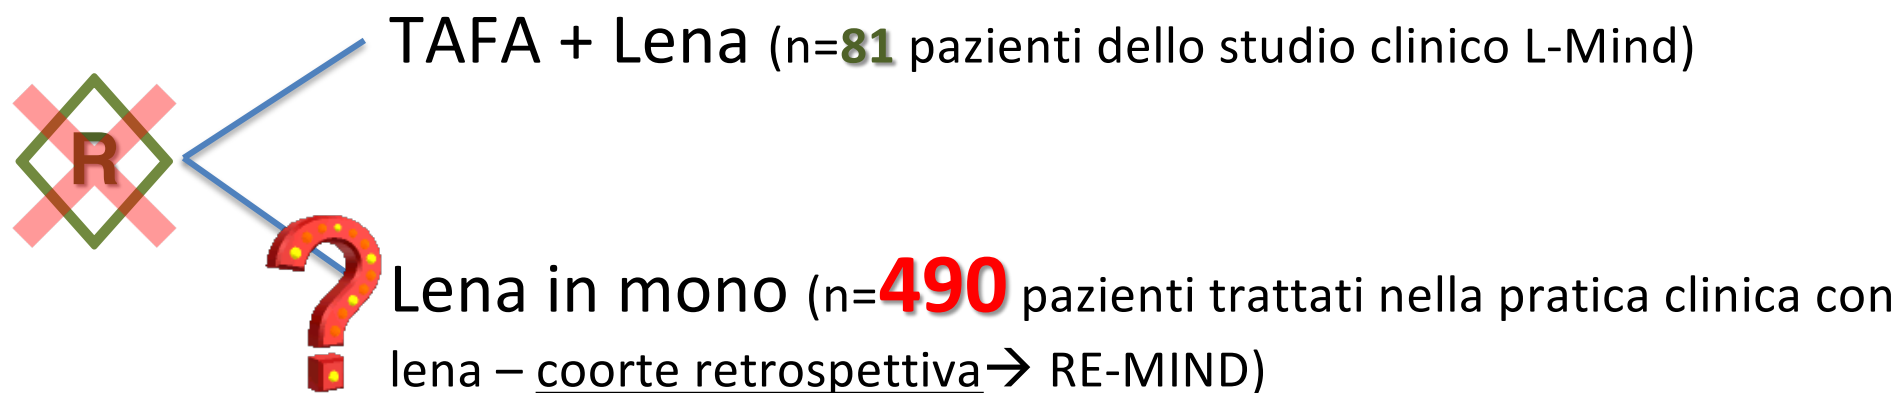 TAFA + Lena (n=81 pazienti dello studio clinico L-Mind)
R
Lena in mono (n=490 pazienti trattati nella pratica clinica con
lena – coorte retrospettiva→ RE-MIND)